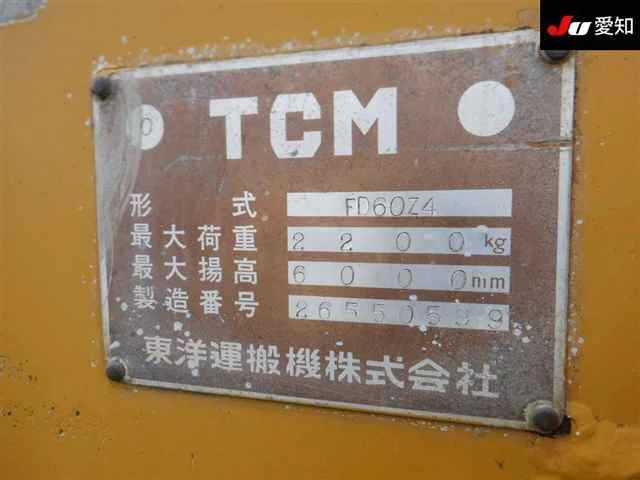 JU 愛知
TCM
形式 FD60Z4
最大荷重 2200kg
最大揚高 6000mm
製造番号 26550599
東洋運搬機株式会社